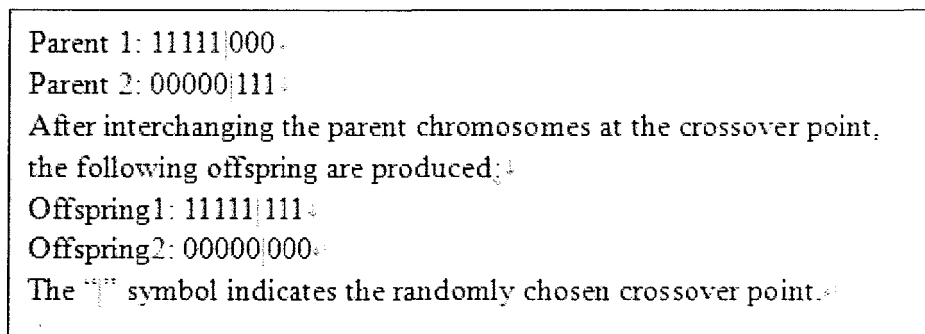 Parent 1: 11111|000
Parent 2: 00000|111
After interchanging the parent chromosomes at the crossover point,
the following offspring are produced:
Offspring1: 11111|111
Offspring2: 00000|000
The "|" symbol indicates the randomly chosen crossover point.